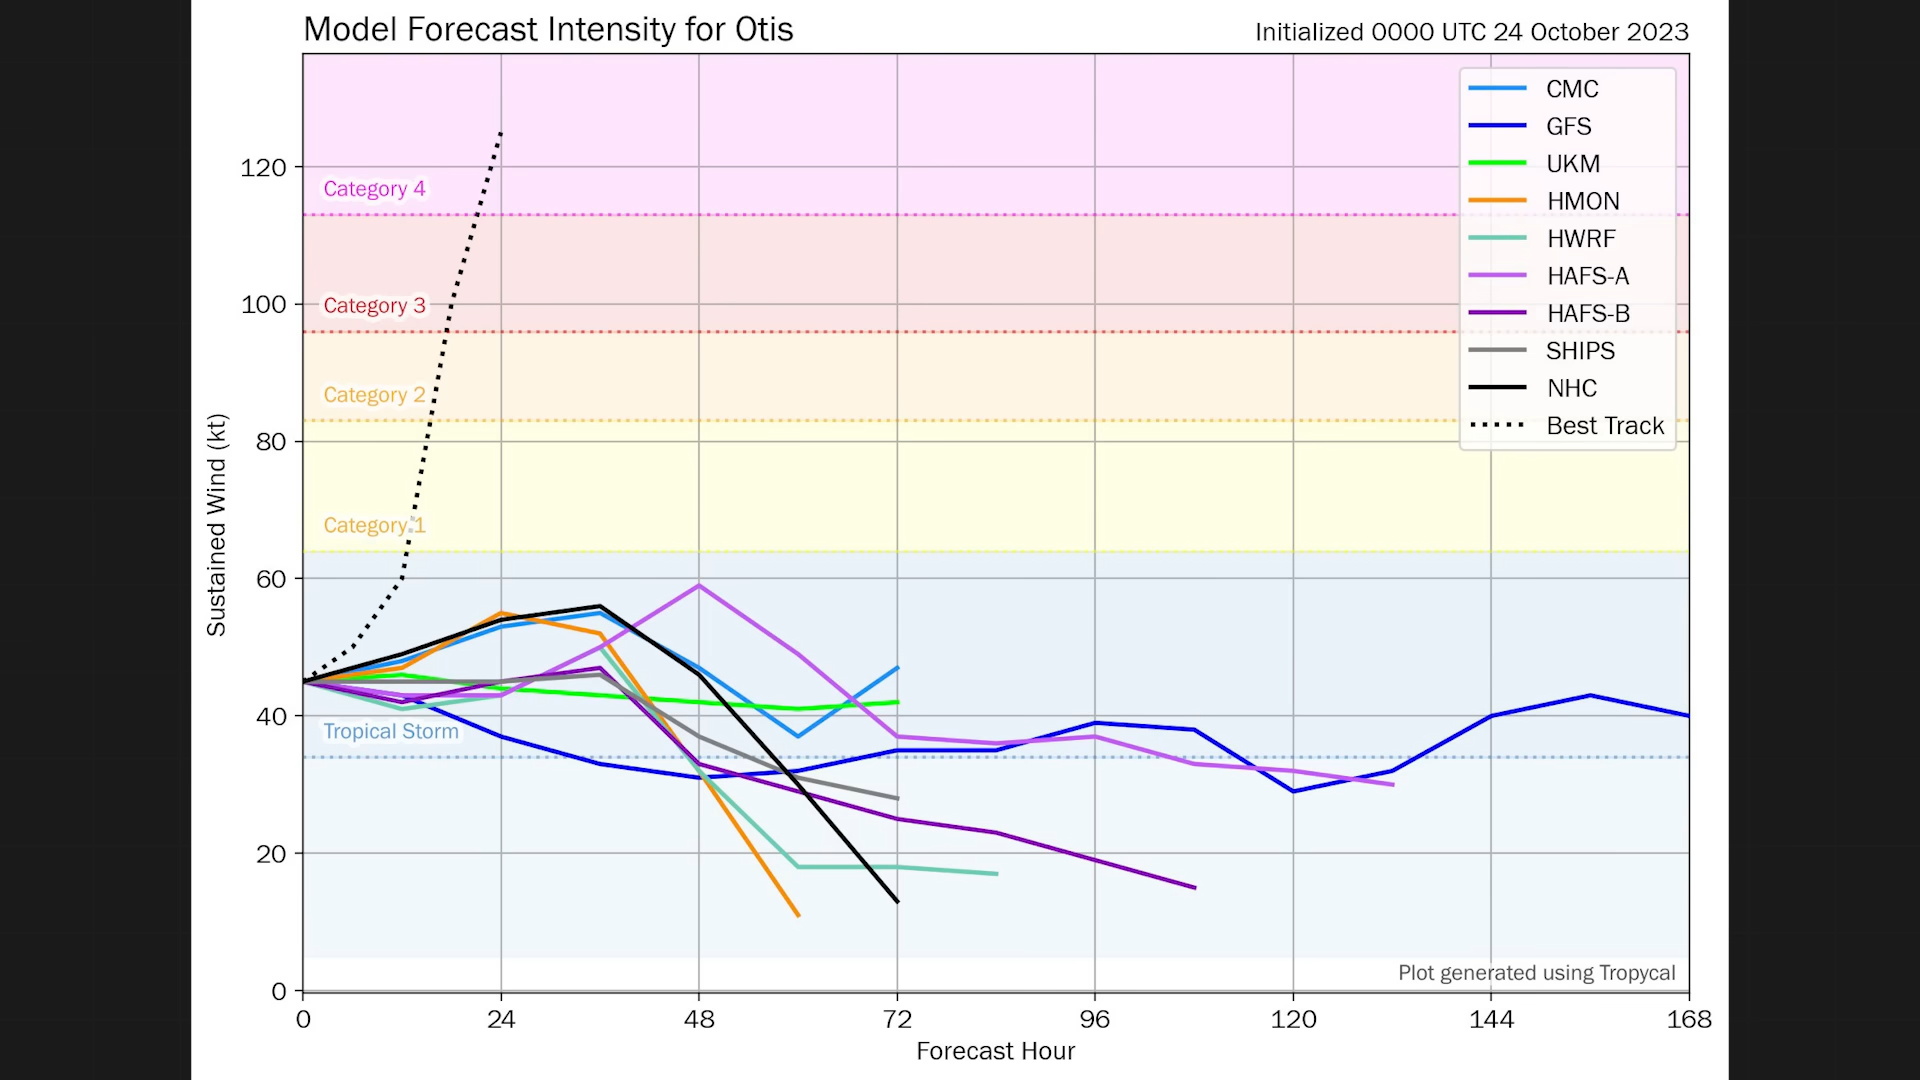 Model Forecast Intensity for Otis
Initialized 0000 UTC 24 October 2023
CMC
GFS
UKM
HMON
HWRF
HAFS-A
HAFS-B
SHIPS
NHC
Best Track
120
100
80
60
40
20
0
Category 4
Category 3
Category 2
Category 1
Tropical Storm
Sustained Wind (kt)
Plot generated using Tropycal
0
24
48
72
96
120
144
168
Forecast Hour